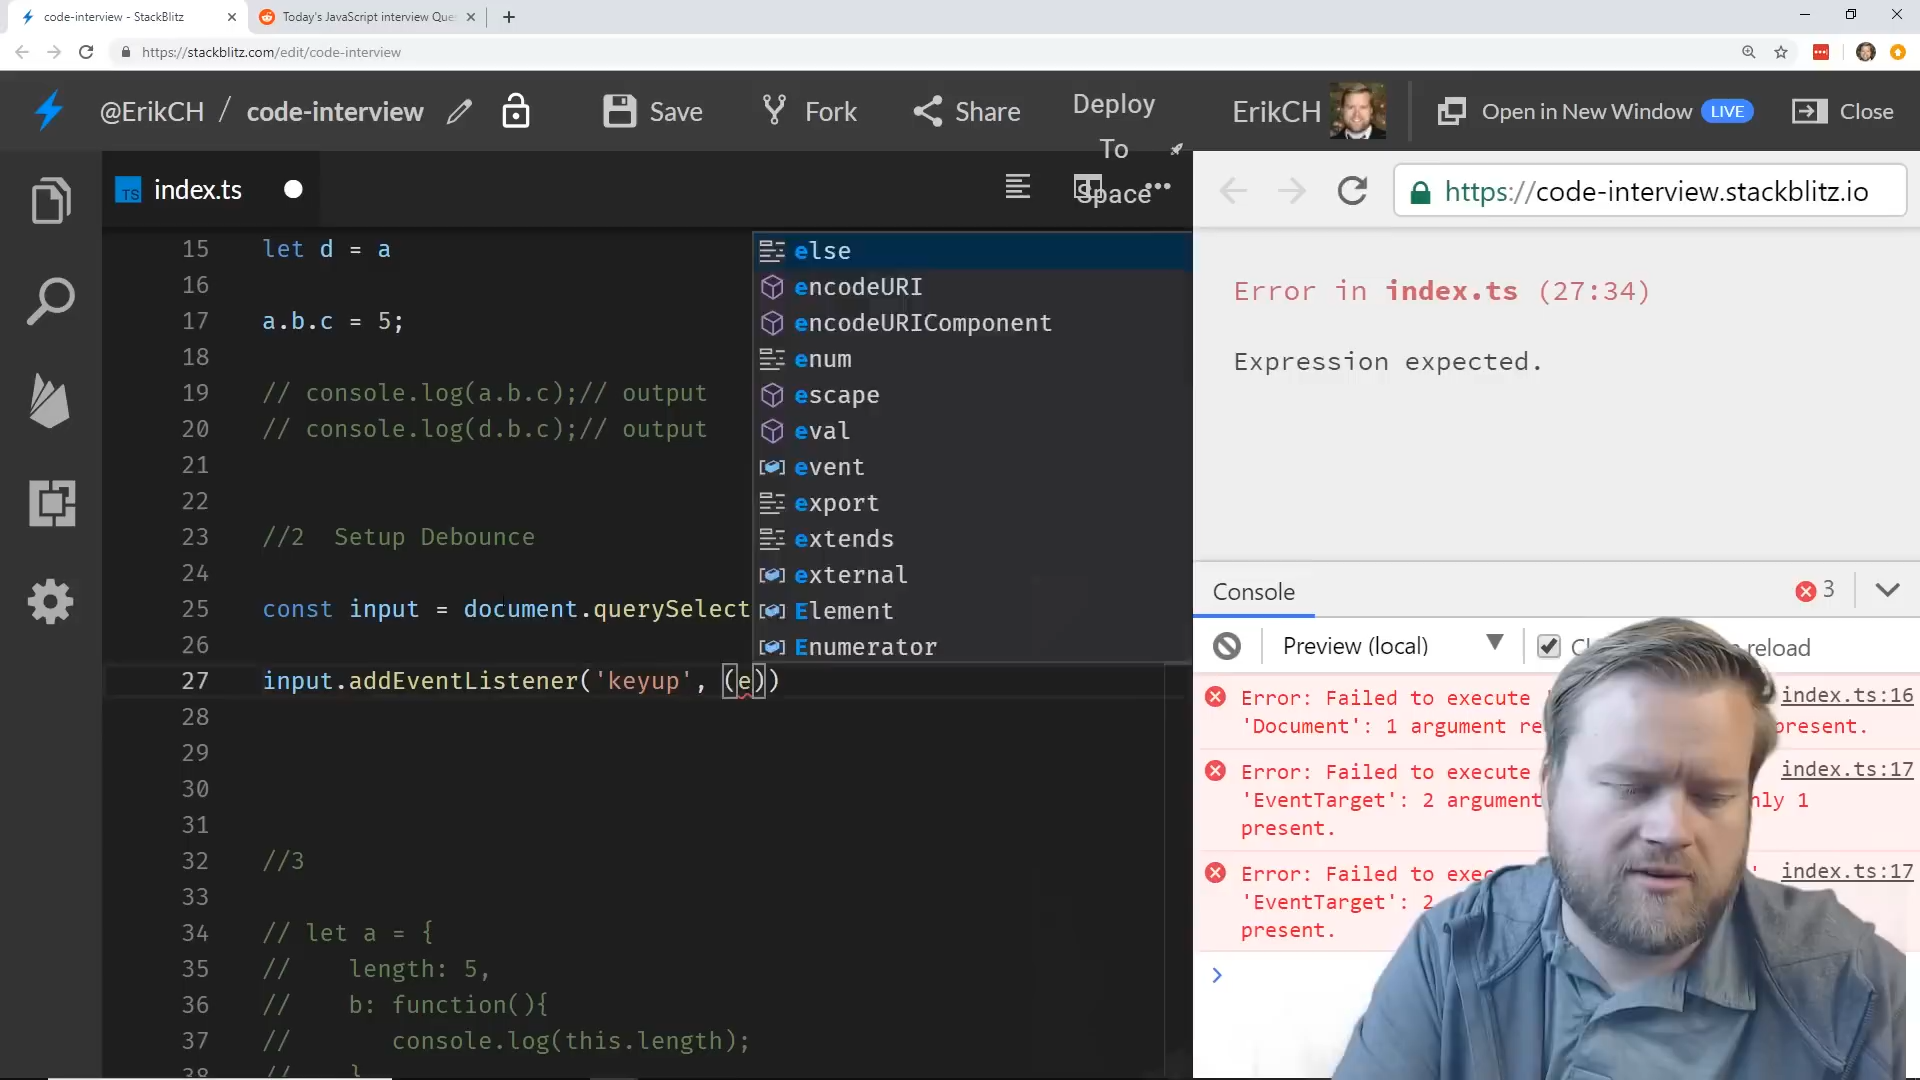 code-interview - StackBlitz
Today's JavaScript interview Que
https://stackblitz.com/edit/code-interview
@ErikCH / code-interview
Save
Fork
Share
Deploy To Space
ErikCH
Open in New Window LIVE
Close
TS index.ts
https://code-interview.stackblitz.io
15 let d = a
16
17 a.b.c = 5;
18
19 // console.log(a.b.c);// output
20 // console.log(d.b.c);// output
21
22
23 //2  Setup Debounce
24
25 const input = document.querySelect
26
27 input.addEventListener('keyup', (e))
28
29
30
31
32 //3
33
34 // let a = {
35 //    length: 5,
36 //    b: function(){
37 //       console.log(this.length);
38 //    }
else
encodeURI
encodeURIComponent
enum
escape
eval
event
export
extends
external
Element
Enumerator
Error in index.ts (27:34)
Expression expected.
Console
3
Preview (local)
reload
Error: Failed to execute
index.ts:16
'Document': 1 argument
present.
Error: Failed to execute
index.ts:17
'EventTarget': 2
only 1
present.
Error: Failed to
index.ts:17
'EventTarget': 2
present.